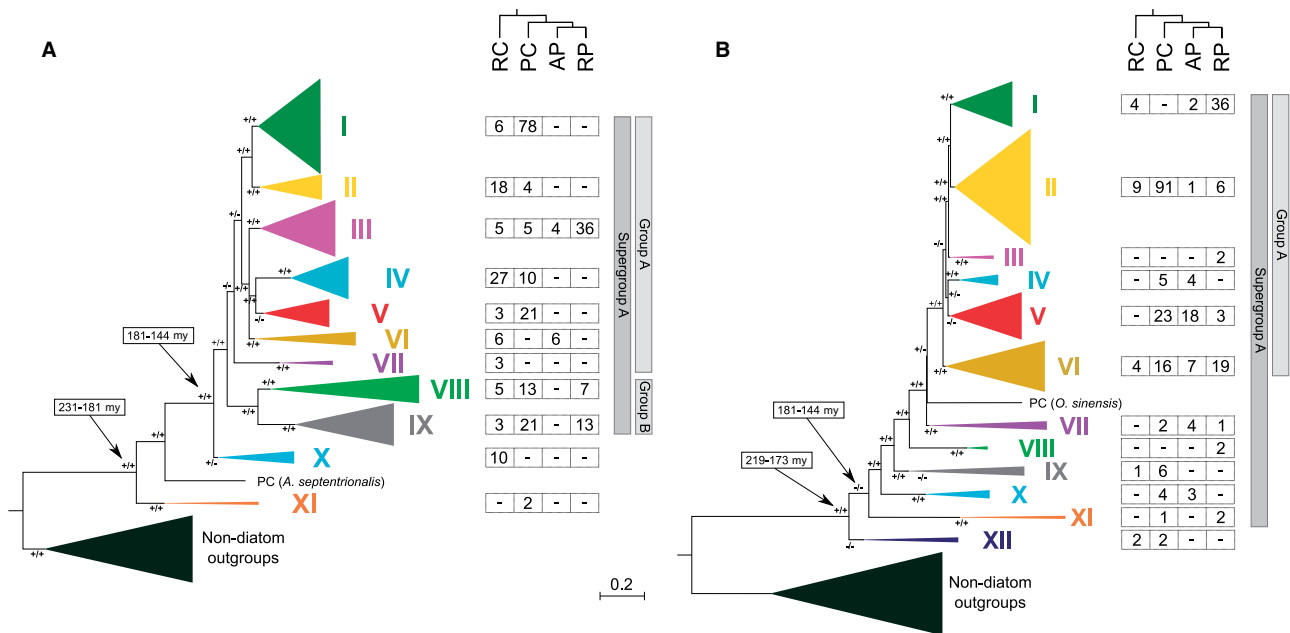 A
RC PC AP RP
I 6 78 - -
II 18 4 - -
III 5 5 4 36
IV 27 10 - -
V 3 21 - -
VI 6 - 6 -
VII 3 - - -
VIII 5 13 - 7
IX 3 21 - 13
X 10 - - -
PC (A. septentrionalis)
XI - 2 - -
Non-diatom
outgroups
181-144 my
231-181 my
Supergroup A
Group A
Group B
0.2
B
RC PC AP RP
I 4 - 2 36
II 9 91 1 6
III - - - 2
IV - 5 4 -
V - 23 18 3
VI 4 16 7 19
PC (O. sinensis)
VII - 2 4 1
VIII - - - 2
IX 1 6 - -
X - 4 3 -
XI - 1 - 2
XII 2 2 - -
Non-diatom
outgroups
181-144 my
219-173 my
Supergroup A
Group A